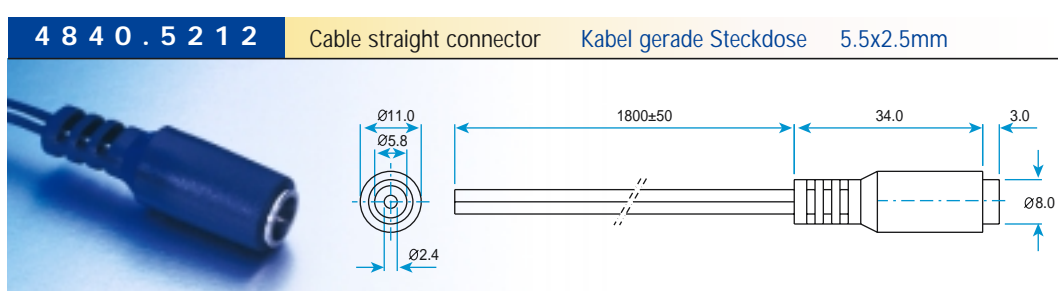 4840.5212 Cable straight connector Kabel gerade Steckdose 5.5x2.5mm
Ø11.0 1800±50 34.0 3.0
Ø5.8
Ø8.0
Ø2.4